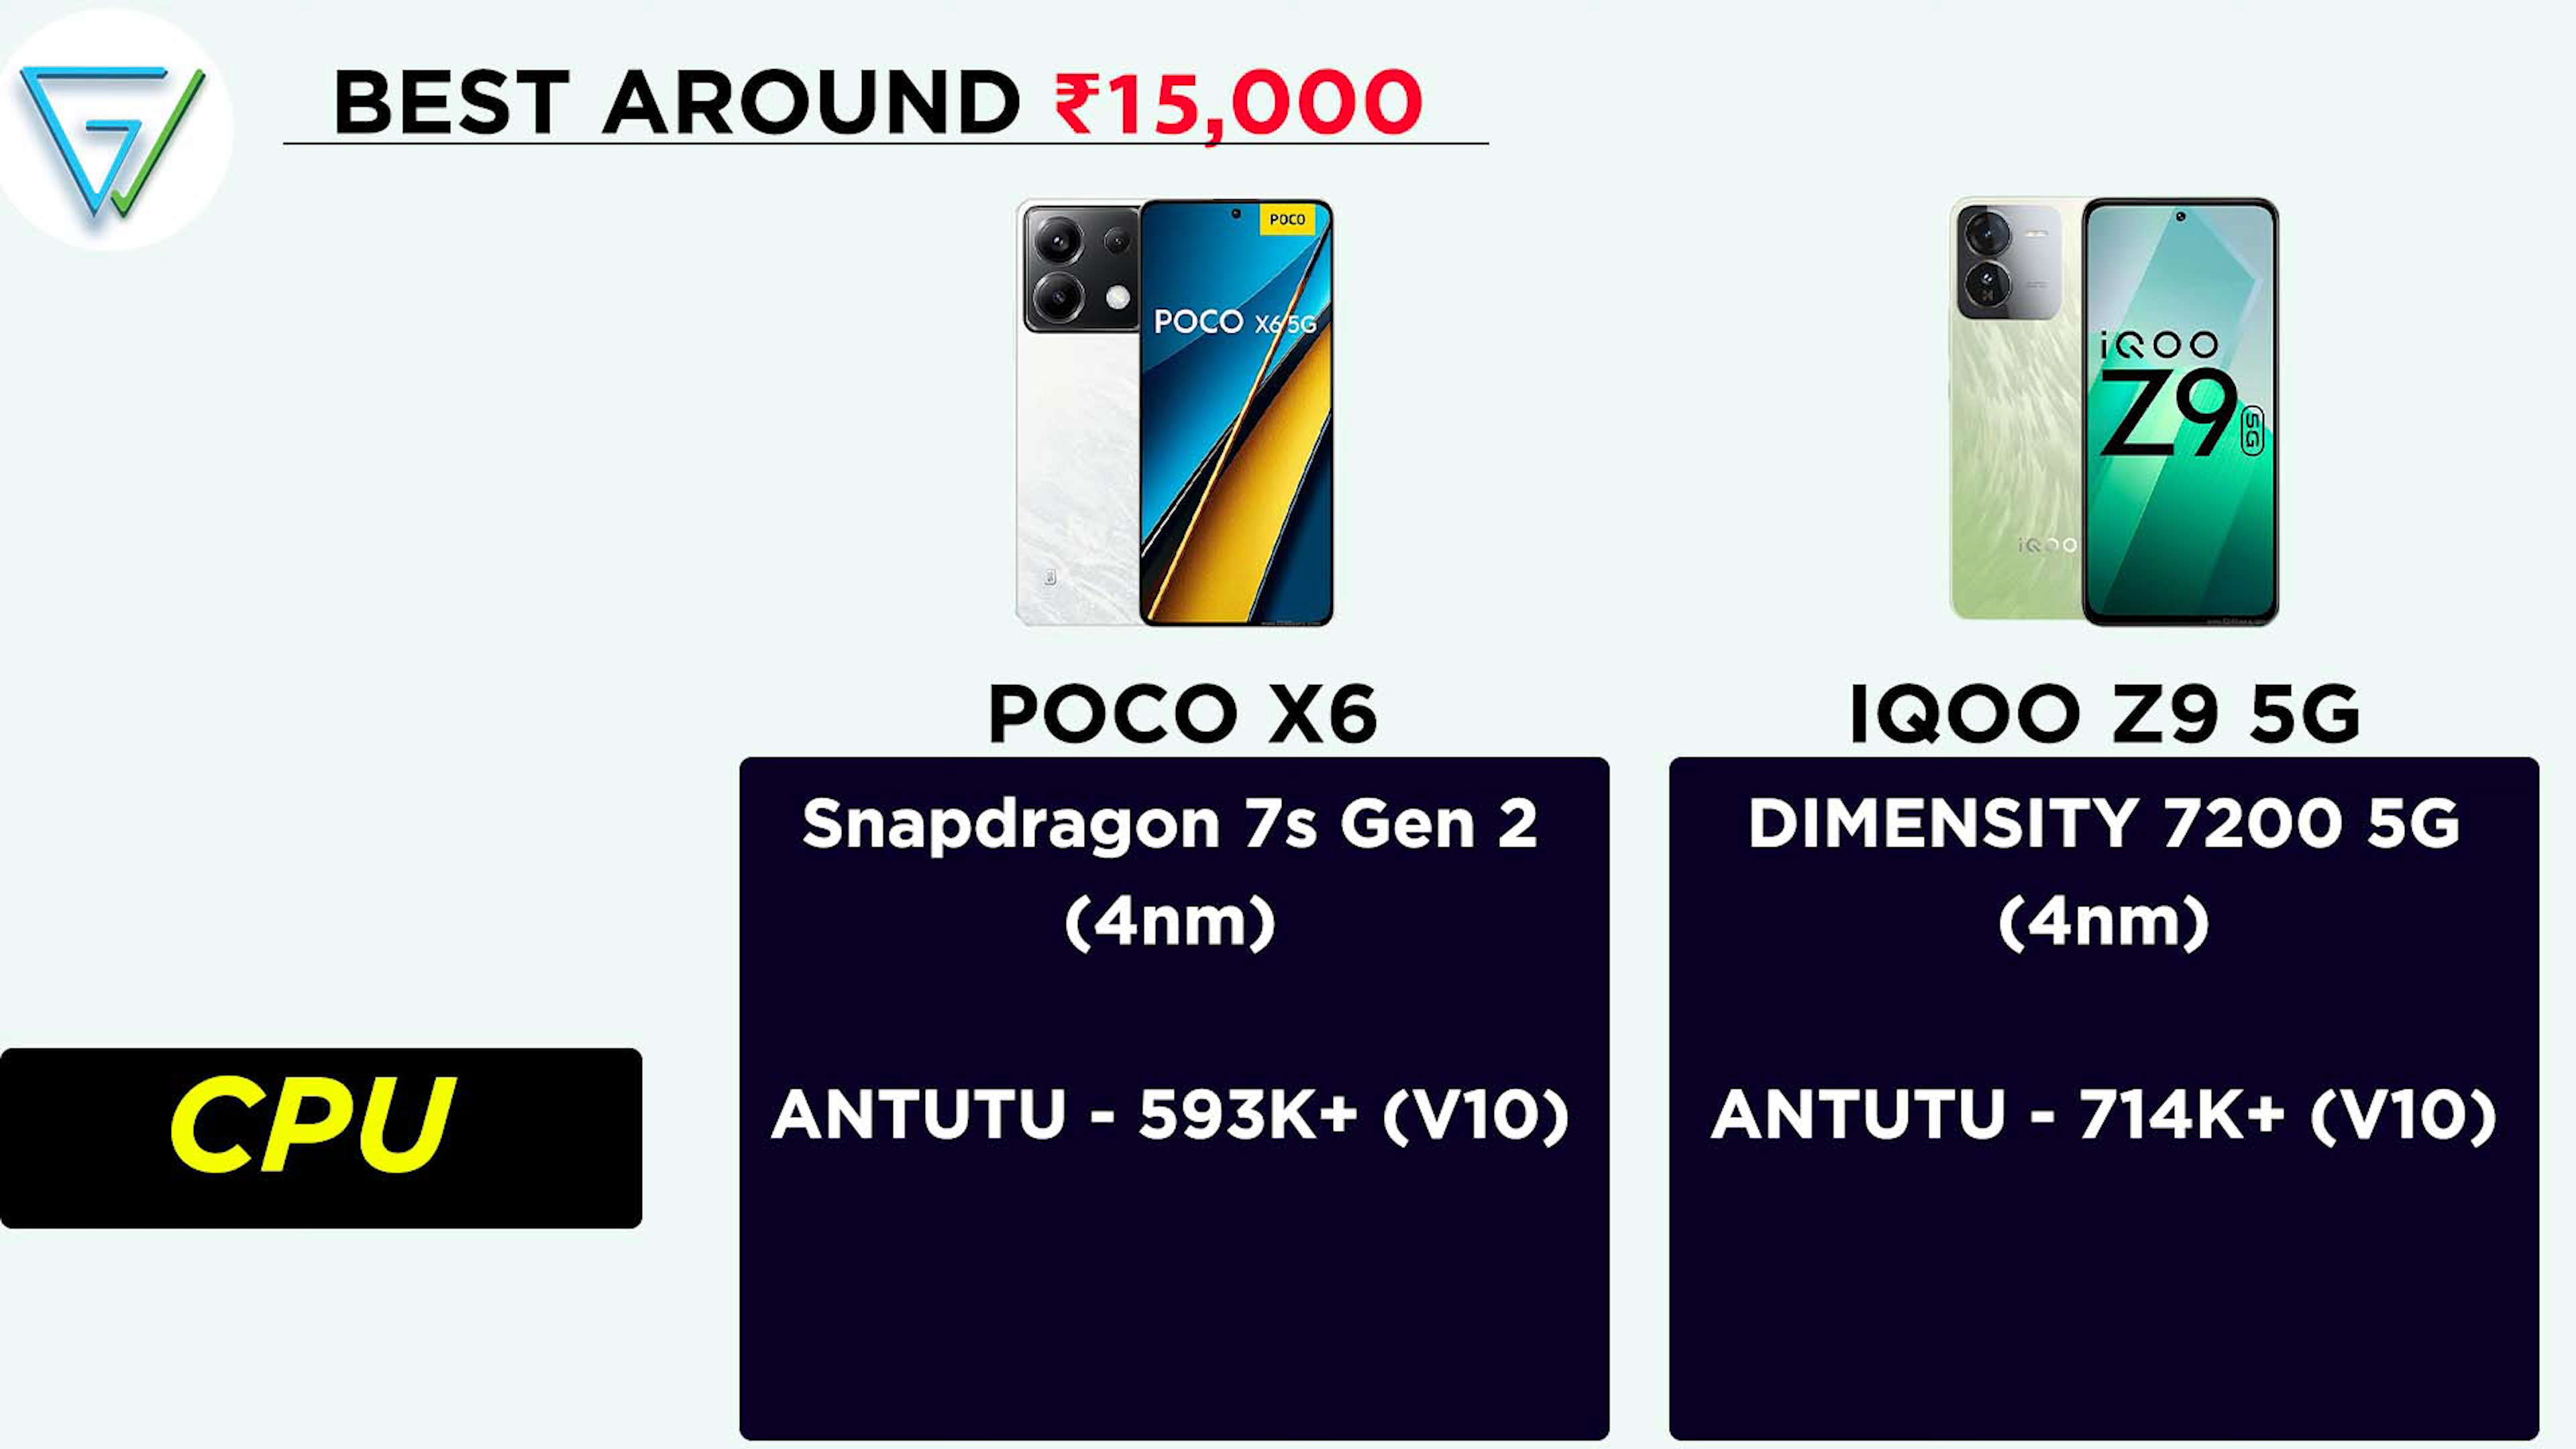 BEST AROUND ₹15,000
POCO
POCO X6 5G
iQOO
Z9 5G
iQOO
POCO X6
IQOO Z9 5G
Snapdragon 7s Gen 2
(4nm)
DIMENSITY 7200 5G
(4nm)
CPU
ANTUTU - 593K+ (V10)
ANTUTU - 714K+ (V10)